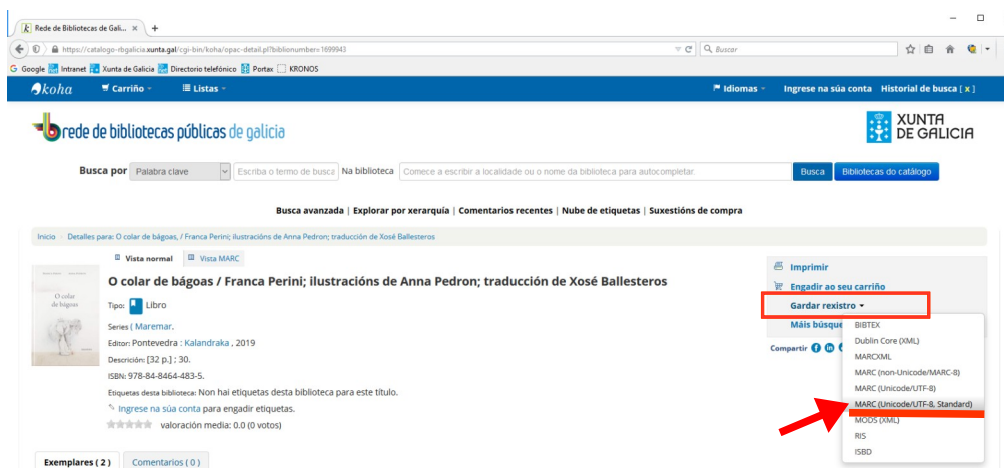 Rede de Bibliotecas de Gali... × +
https://catalogo-rbgalicia.xunta.gal/cgi-bin/koha/opac-detail.pl?biblionumber=1699943
Buscar
Google Intranet Xunta de Galicia Directorio telefónico Portax KRONOS
koha Carriño Listas Idiomas Ingrese na súa conta Historial de busca [ x ]
rede de bibliotecas públicas de galicia
XUNTA
DE GALICIA
Busca por Palabra clave Escriba o termo de busca Na biblioteca Comece a escribir a localidade ou o nome da biblioteca para autocompletar. Busca Bibliotecas do catálogo
Busca avanzada | Explorar por xerarquía | Comentarios recentes | Nube de etiquetas | Suxestións de compra
Inicio Detalles para: O colar de bágoas, / Franca Perini; ilustracións de Anna Pedron; traducción de Xosé Ballesteros
Vista normal Vista MARC
O colar de bágoas / Franca Perini; ilustracións de Anna Pedron; traducción de Xosé Ballesteros
O colar
de bágoas
Tipo: Libro
Series ( Maremar.
Editor: Pontevedra : Kalandraka , 2019
Descrición: [32 p.] ; 30.
ISBN: 978-84-8464-483-5.
Etiquetas desta biblioteca: Non hai etiquetas desta biblioteca para este título.
Ingrese na súa conta para engadir etiquetas.
valoración media: 0.0 (0 votos)
Exemplares ( 2 ) Comentarios ( 0 )
Imprimir
Engadir ao seu carriño
Gardar rexistro
Máis búsque
Compartir
BIBTEX
Dublin Core (XML)
MARCXML
MARC (non-Unicode/MARC-8)
MARC (Unicode/UTF-8)
MARC (Unicode/UTF-8, Standard)
MODS (XML)
RIS
ISBD